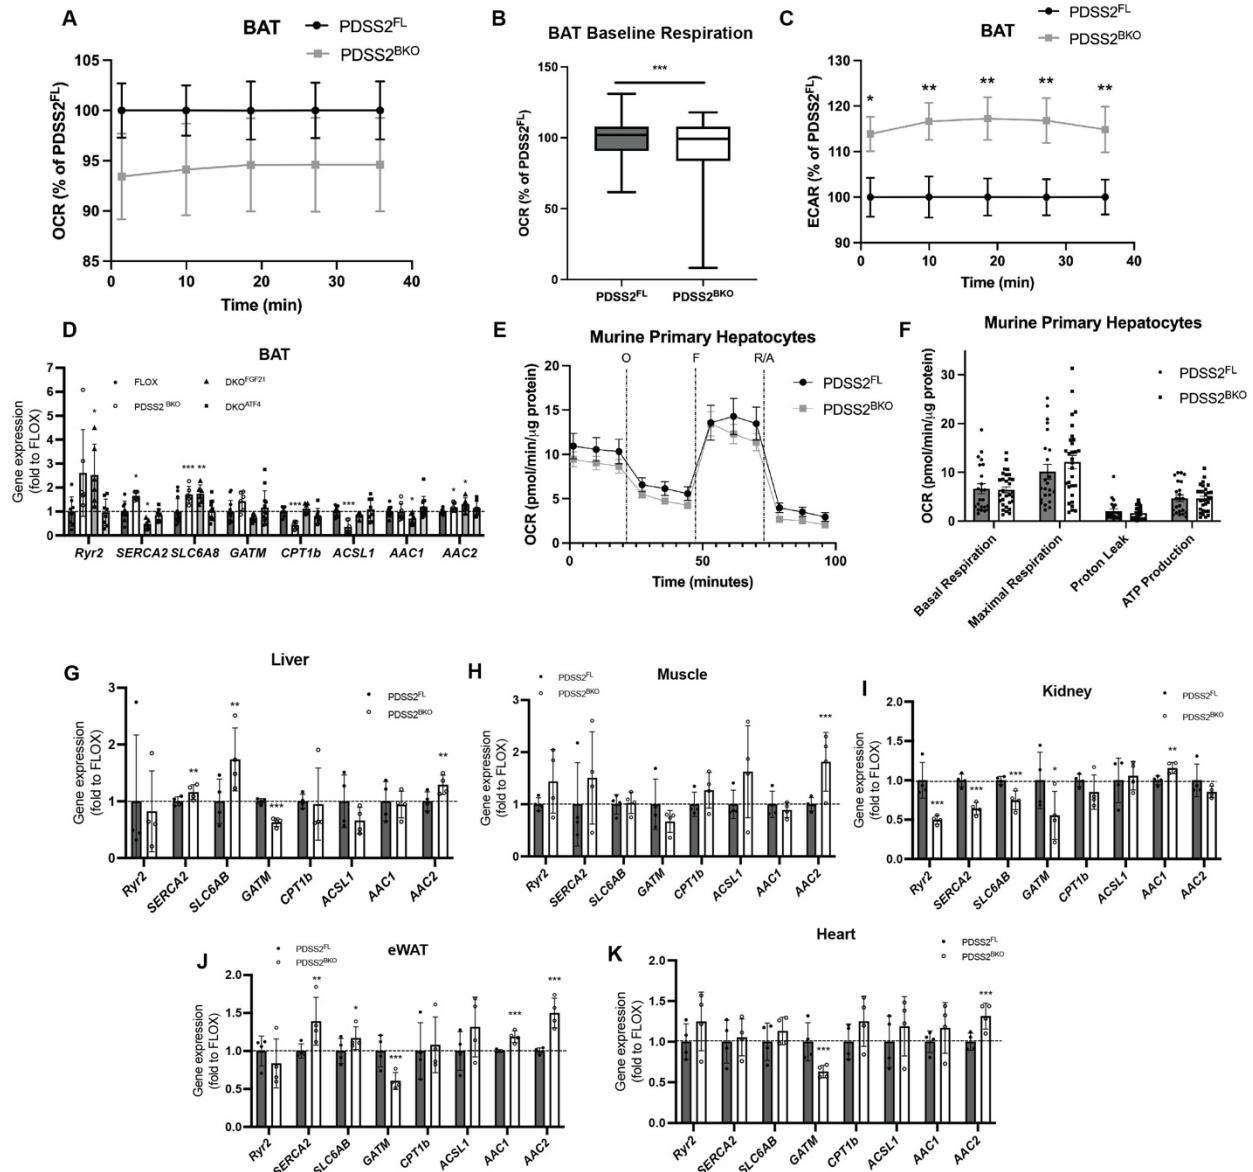 A
BAT
PDSS2FL
PDSS2BKO
OCR (% of PDSS2FL)
105
100
95
90
85
0 10 20 30 40
Time (min)
B
BAT Baseline Respiration
***
OCR (% of PDSS2FL)
150
100
50
0
PDSS2FL PDSS2BKO
C
BAT
PDSS2FL
PDSS2BKO
ECAR (% of PDSS2FL)
130
120
110
100
90
* ** ** ** **
0 10 20 30 40
Time (min)
D
BAT
FLOX
PDSS2 BKO
DKOFGF21
DKOATF4
Gene expression
(fold to FLOX)
7
6
5
4
3
2
1
0
* * * *** ** *** *** * * *
Ryr2 SERCA2 SLC6A8 GATM CPT1b ACSL1 AAC1 AAC2
E
Murine Primary Hepatocytes
O F R/A
PDSS2FL
PDSS2BKO
OCR (pmol/min/µg protein)
20
15
10
5
0
0 50 100
Time (minutes)
F
Murine Primary Hepatocytes
PDSS2FL
PDSS2BKO
OCR (pmol/min/µg protein)
30
20
10
0
Basal Respiration
Maximal Respiration
Proton Leak
ATP Production
G
Liver
PDSS2FL
PDSS2BKO
Gene expression
(fold to FLOX)
3
2
1
0
** ** *** **
Ryr2 SERCA2 SLC6AB GATM CPT1b ACSL1 AAC1 AAC2
H
Muscle
PDSS2FL
PDSS2BKO
Gene expression
(fold to FLOX)
3
2
1
0
***
Ryr2 SERCA2 SLC6AB GATM CPT1b ACSL1 AAC1 AAC2
I
Kidney
PDSS2FL
PDSS2BKO
Gene expression
(fold to FLOX)
2.0
1.5
1.0
0.5
0.0
*** *** *** * **
Ryr2 SERCA2 SLC6AB GATM CPT1b ACSL1 AAC1 AAC2
J
eWAT
PDSS2FL
PDSS2BKO
Gene expression
(fold to FLOX)
2.0
1.5
1.0
0.5
0.0
** * *** *** ***
Ryr2 SERCA2 SLC6AB GATM CPT1b ACSL1 AAC1 AAC2
K
Heart
PDSS2FL
PDSS2BKO
Gene expression
(fold to FLOX)
2.0
1.5
1.0
0.5
0.0
*** ***
Ryr2 SERCA2 SLC6AB GATM CPT1b ACSL1 AAC1 AAC2